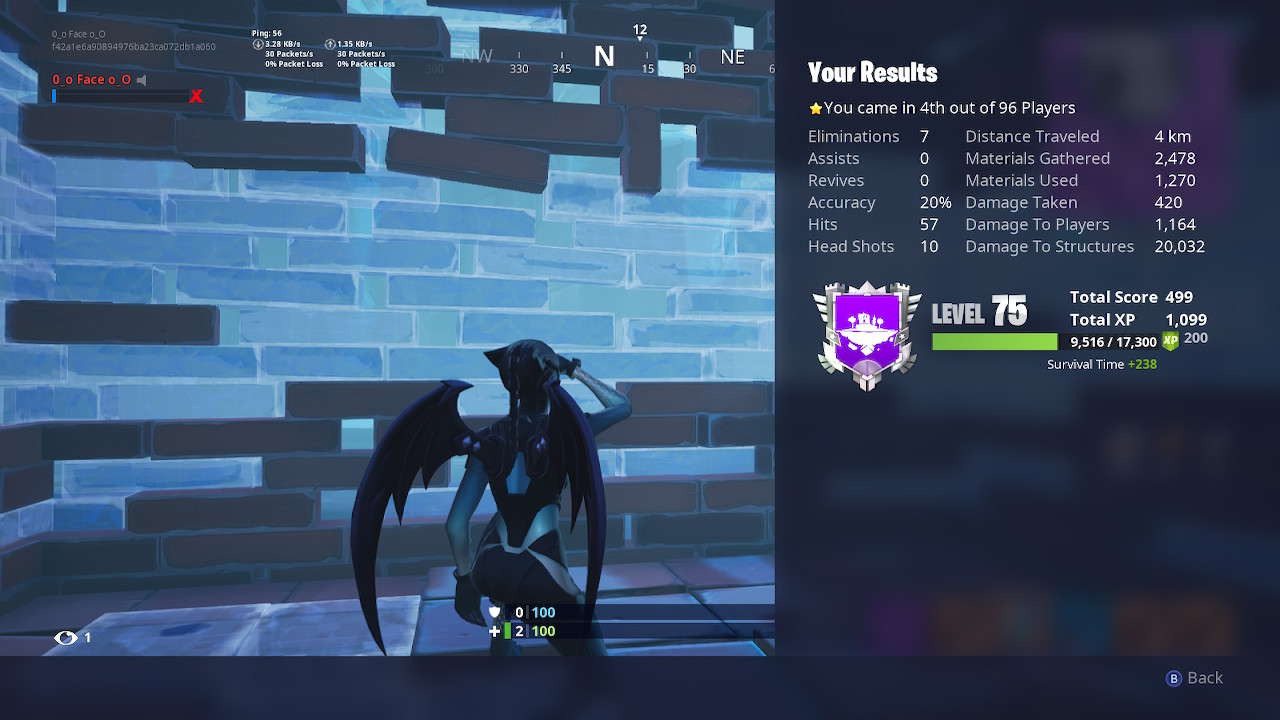 0_o Face o_O
f42a1e6a90894976ba23ca072db1a060
0_o Face o_O
X
Ping: 56
3.28 KB/s 1.35 KB/s
30 Packets/s 30 Packets/s
0% Packet Loss 0% Packet Loss
12
NW N NE
300 330 345 15 30 6
Your Results
You came in 4th out of 96 Players
Eliminations 7 Distance Traveled 4 km
Assists 0 Materials Gathered 2,478
Revives 0 Materials Used 1,270
Accuracy 20% Damage Taken 420
Hits 57 Damage To Players 1,164
Head Shots 10 Damage To Structures 20,032
LEVEL 75
Total Score 499
Total XP 1,099
9,516 / 17,300 XP 200
Survival Time +238
0 | 100
2 | 100
1
B Back